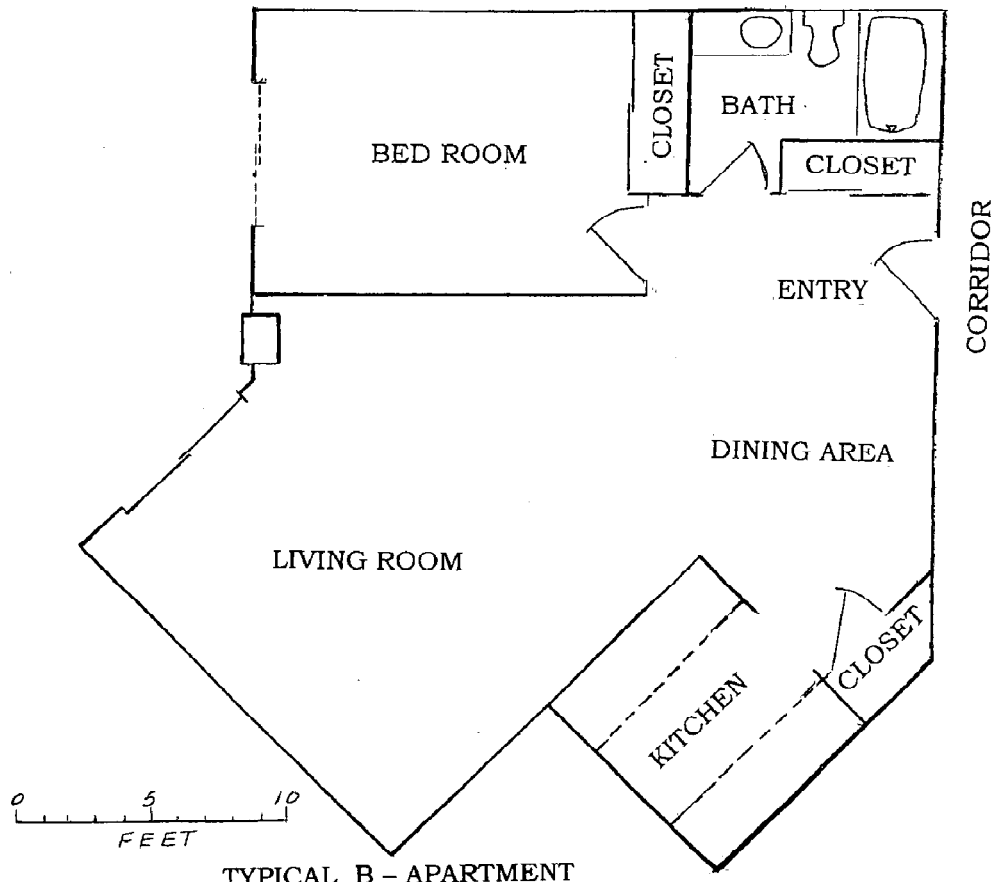 CLOSET
BATH
BED ROOM
CLOSET
CORRIDOR
ENTRY
DINING AREA
LIVING ROOM
CLOSET
KITCHEN
0 5 10
FEET
TYPICAL B – APARTMENT